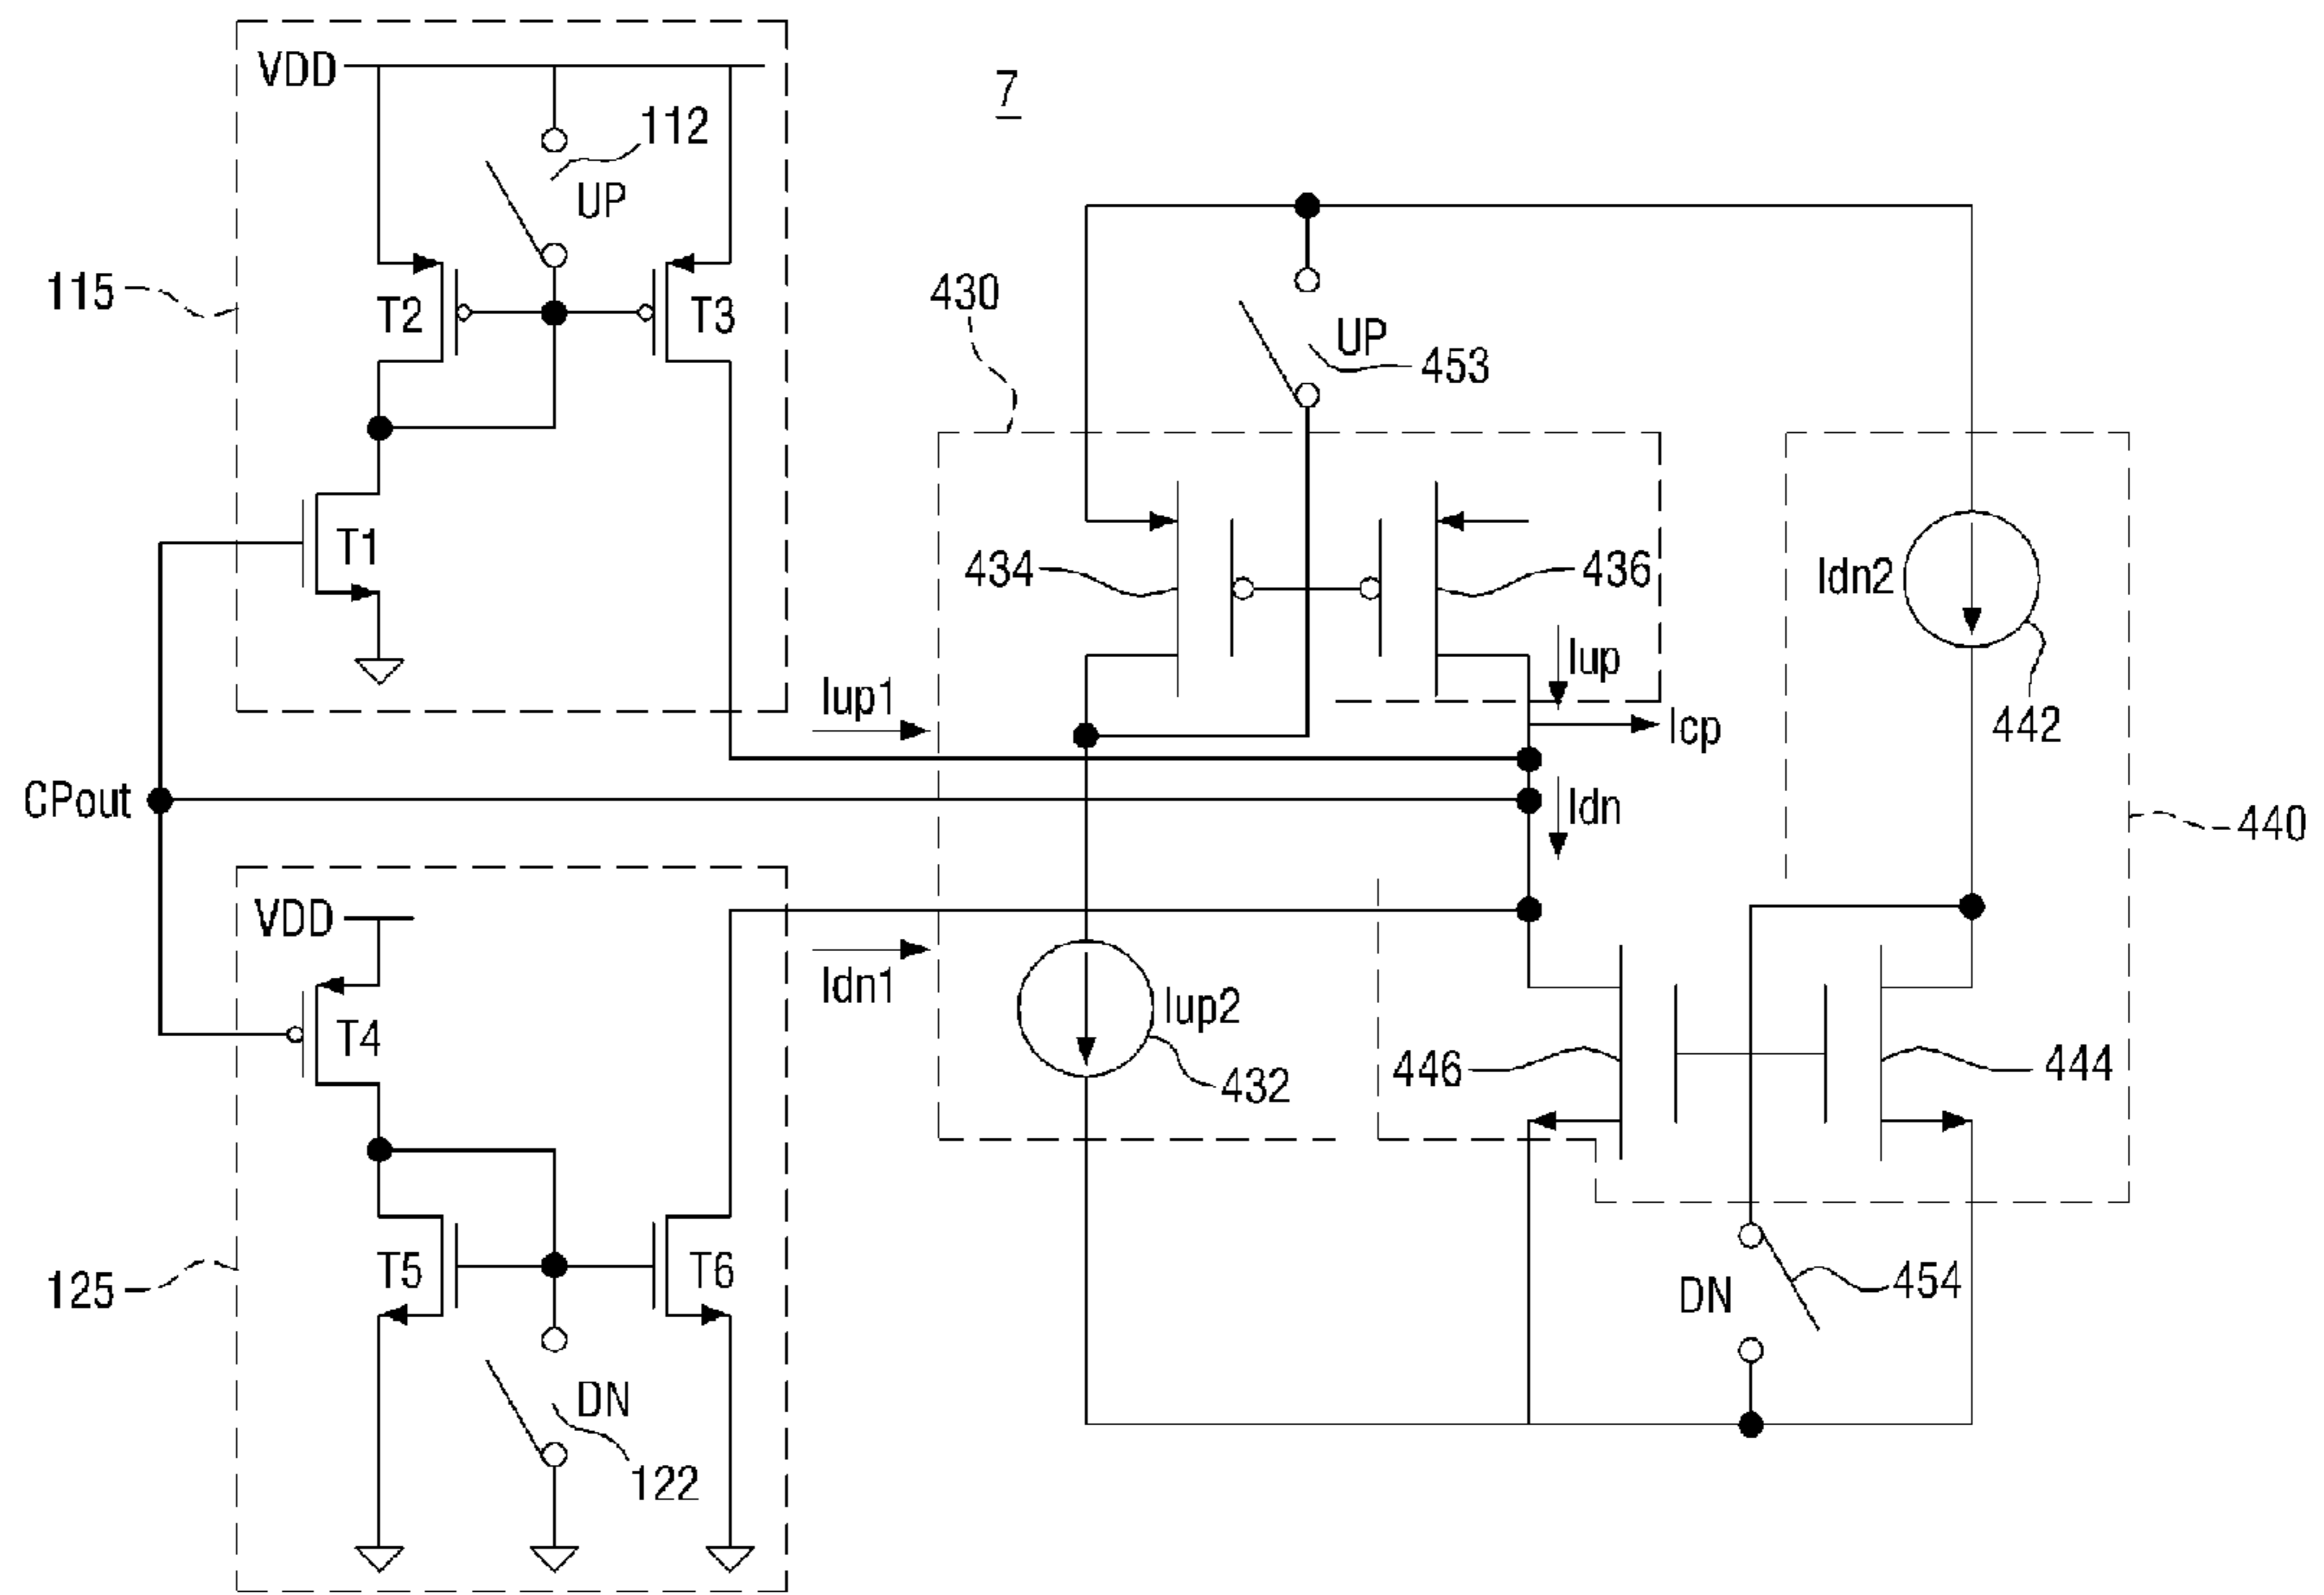 VDD
7
112
UP
115
T2
T3
430
UP
453
T1
434
436
Idn2
Iup1
Iup
Icp
442
CPout
Idn
440
VDD
Idn1
T4
Iup2
446
444
432
T5
T6
125
DN
454
DN
122